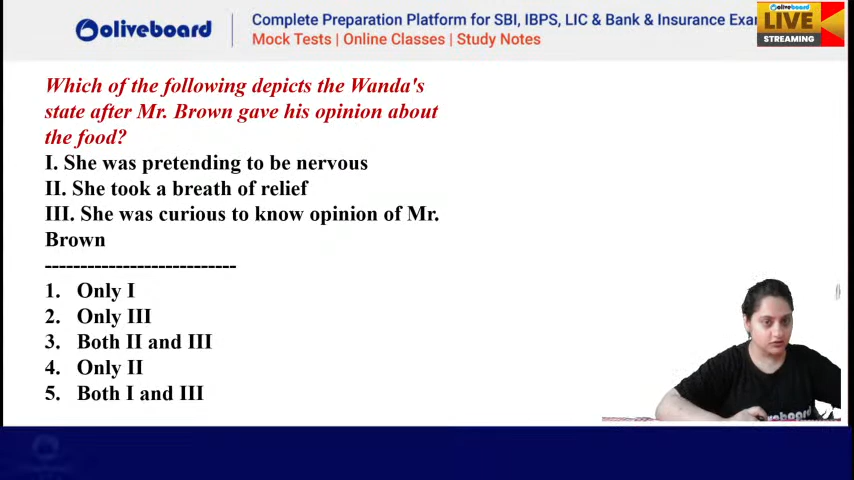 oliveboard
Complete Preparation Platform for SBI, IBPS, LIC & Bank & Insurance Exa
Mock Tests | Online Classes | Study Notes
oliveboard
LIVE
STREAMING
Which of the following depicts the Wanda's
state after Mr. Brown gave his opinion about
the food?
I. She was pretending to be nervous
II. She took a breath of relief
III. She was curious to know opinion of Mr.
Brown
---------------------------
1. Only I
2. Only III
3. Both II and III
4. Only II
5. Both I and III